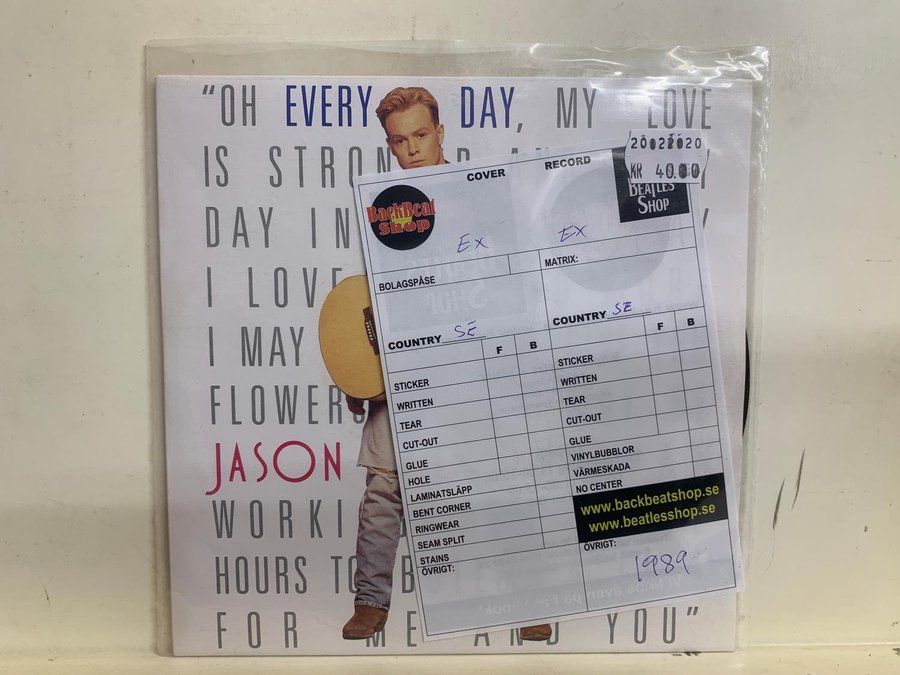 "OH EVERY DAY, MY LOVE
IS STRON
DAY IN
I LOVE
I MAY
FLOWERS
JASON
WORKI
HOURS TO B
FOR ME AND YOU"
20022020
KR 40.00
BEATLES
SHOP
COVER
RECORD
BackBeat
Shop
EX
EX
BOLAGSPÅSE
MATRIX:
COUNTRY SE
COUNTRY SE
F B
F B
STICKER
WRITTEN
TEAR
CUT-OUT
GLUE
HOLE
LAMINATSLÄPP
BENT CORNER
RINGWEAR
SEAM SPLIT
STAINS
ÖVRIGT:
STICKER
WRITTEN
TEAR
CUT-OUT
GLUE
VINYLBUBBLOR
VÄRMESKADA
NO CENTER
www.backbeatshop.se
www.beatlesshop.se
ÖVRIGT:
1989